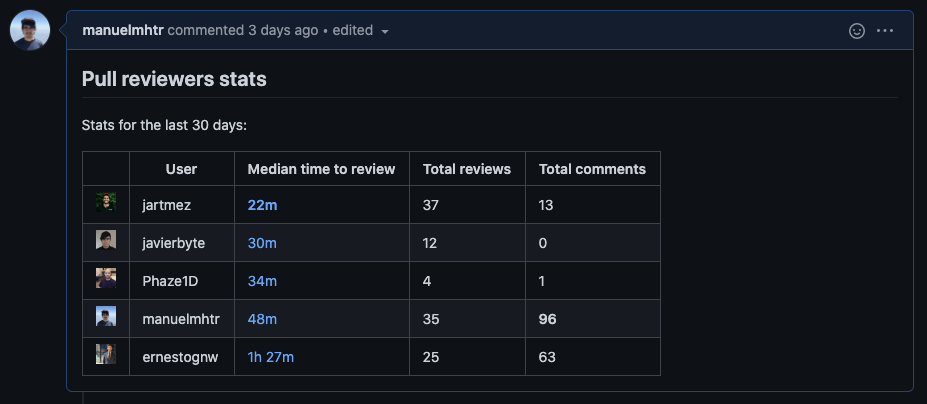 manuelmhtr commented 3 days ago • edited
Pull reviewers stats
Stats for the last 30 days:
User Median time to review Total reviews Total comments
jartmez 22m 37 13
javierbyte 30m 12 0
Phaze1D 34m 4 1
manuelmhtr 48m 35 96
ernestognw 1h 27m 25 63